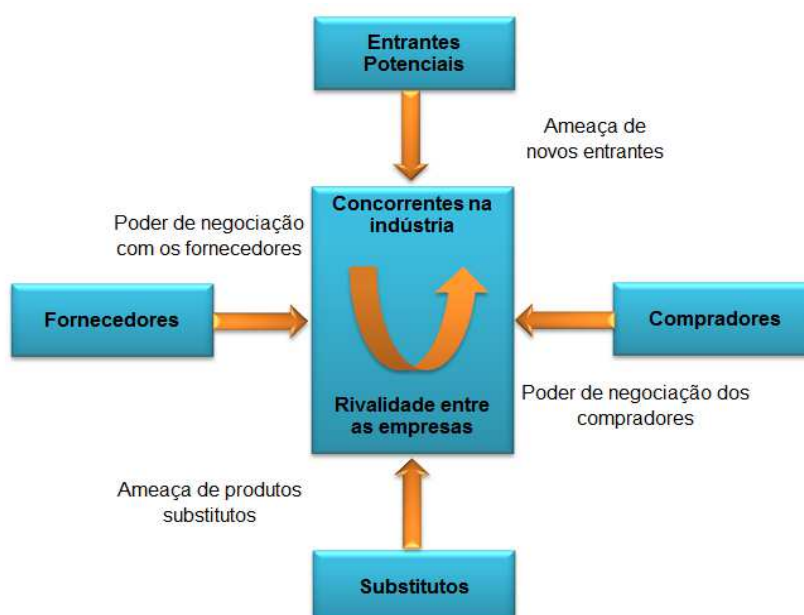 Entrantes
Potenciais
Ameaça de
novos entrantes
Concorrentes na
indústria
Poder de negociação
com os fornecedores
Fornecedores
Compradores
Rivalidade entre
as empresas
Poder de negociação dos
compradores
Ameaça de produtos
substitutos
Substitutos